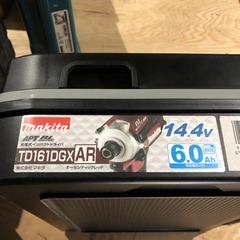 makita
BL
充電式インパクトドライバ
TD161DGXAR
株式会社マキタ
オーセンティックレッド
14.4V
6.0Ah